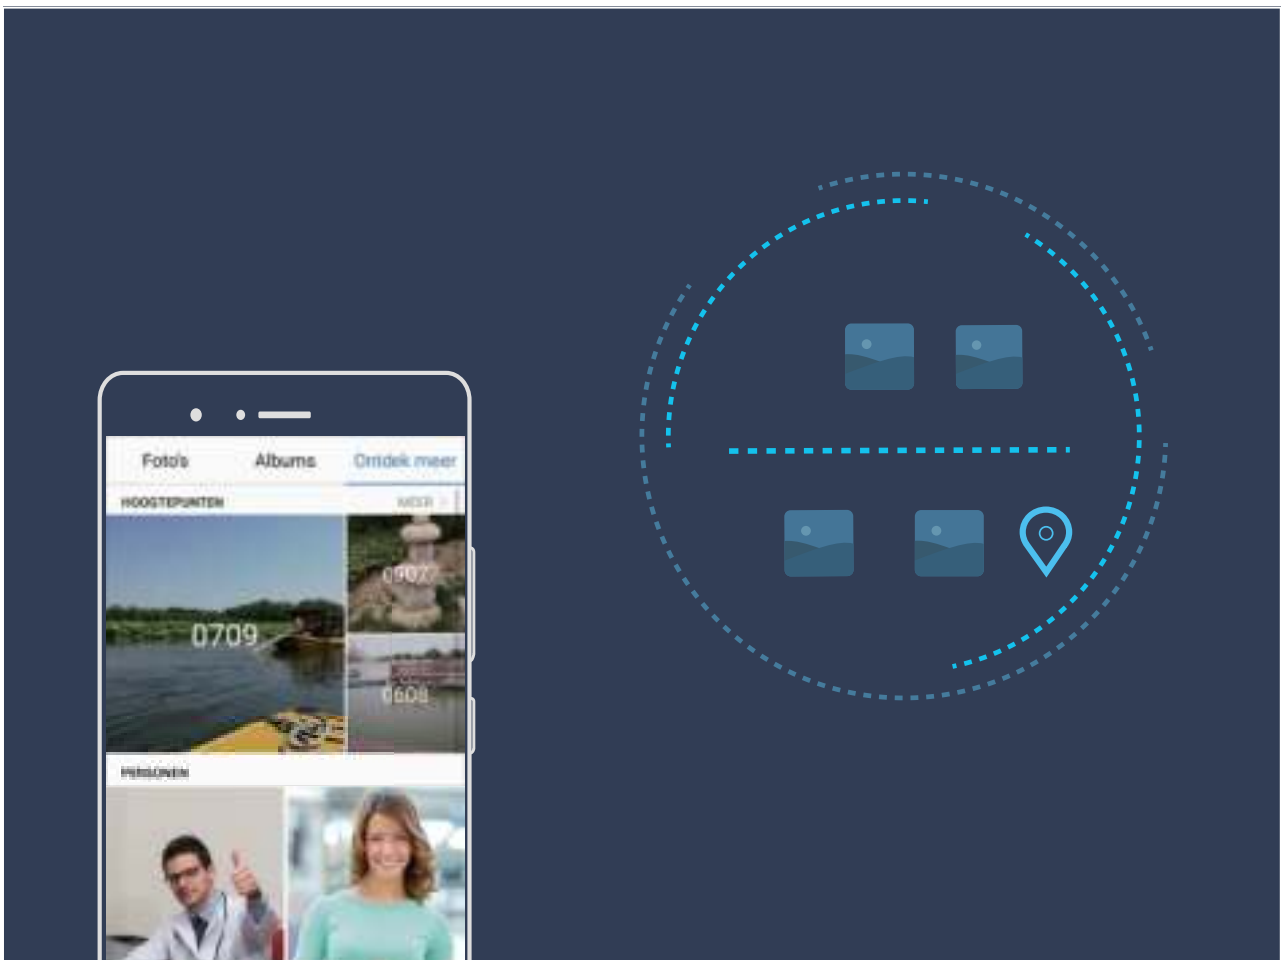 Foto's Albums Ontdek meer
HOOGTEPUNTEN MEER
0902
0709
0608
PERSONEN